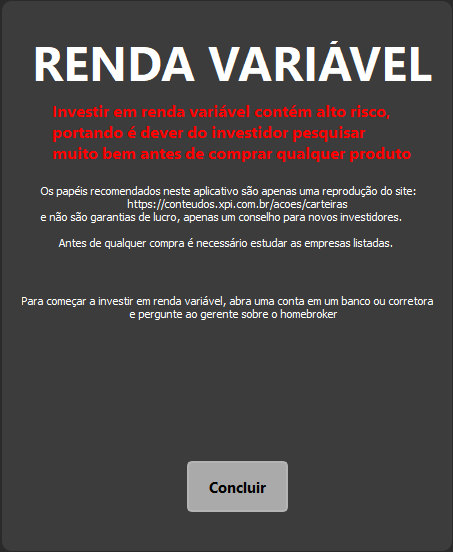 RENDA VARIÁVEL
Investir em renda variável contém alto risco,
portando é dever do investidor pesquisar
muito bem antes de comprar qualquer produto
Os papéis recomendados neste aplicativo são apenas uma reprodução do site:
https://conteudos.xpi.com.br/acoes/carteiras
e não são garantias de lucro, apenas um conselho para novos investidores.
Antes de qualquer compra é necessário estudar as empresas listadas.
Para começar a investir em renda variável, abra uma conta em um banco ou corretora
e pergunte ao gerente sobre o homebroker
Concluir